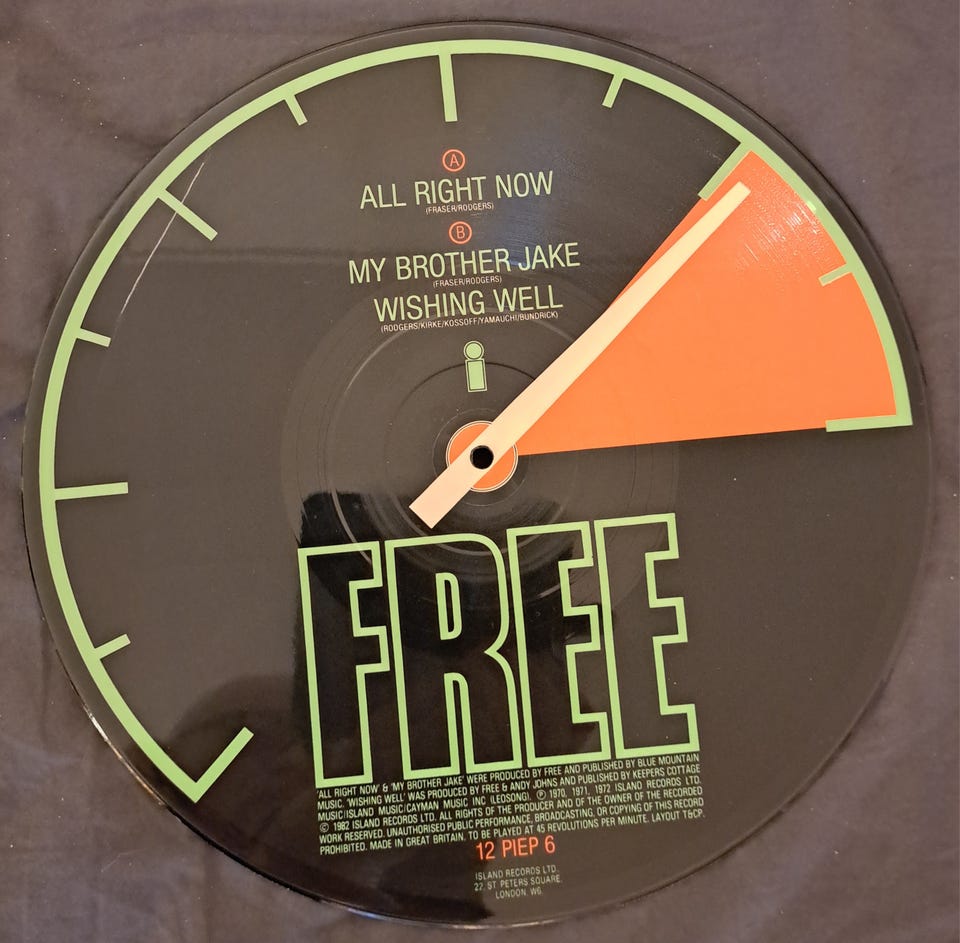 A
ALL RIGHT NOW
(FRASER/RODGERS)
B
MY BROTHER JAKE
(FRASER/RODGERS)
WISHING WELL
(RODGERS/KIRKE/KOSSOFF/YAMAUCHI/BUNDRICK)
i
FREE
'ALL RIGHT NOW' & 'MY BROTHER JAKE' WERE PRODUCED BY FREE AND PUBLISHED BY BLUE MOUNTAIN
MUSIC/ISLAND MUSIC/CAYMAN MUSIC INC (LEOSONG). 'WISHING WELL' WAS PRODUCED BY FREE & ANDY JOHNS AND PUBLISHED BY KEEPERS COTTAGE
MUSIC. ℗ 1970, 1971, 1972 ISLAND RECORDS LTD.
© 1982 ISLAND RECORDS LTD. ALL RIGHTS OF THE PRODUCER AND OF THE OWNER OF THE RECORDED
WORK RESERVED. UNAUTHORISED PUBLIC PERFORMANCE, BROADCASTING, OR COPYING OF THIS RECORD
PROHIBITED. MADE IN GREAT BRITAIN. TO BE PLAYED AT 45 REVOLUTIONS PER MINUTE. LAYOUT T&CP.
12 PIEP 6
ISLAND RECORDS LTD.
22, ST. PETERS SQUARE,
LONDON. W6.